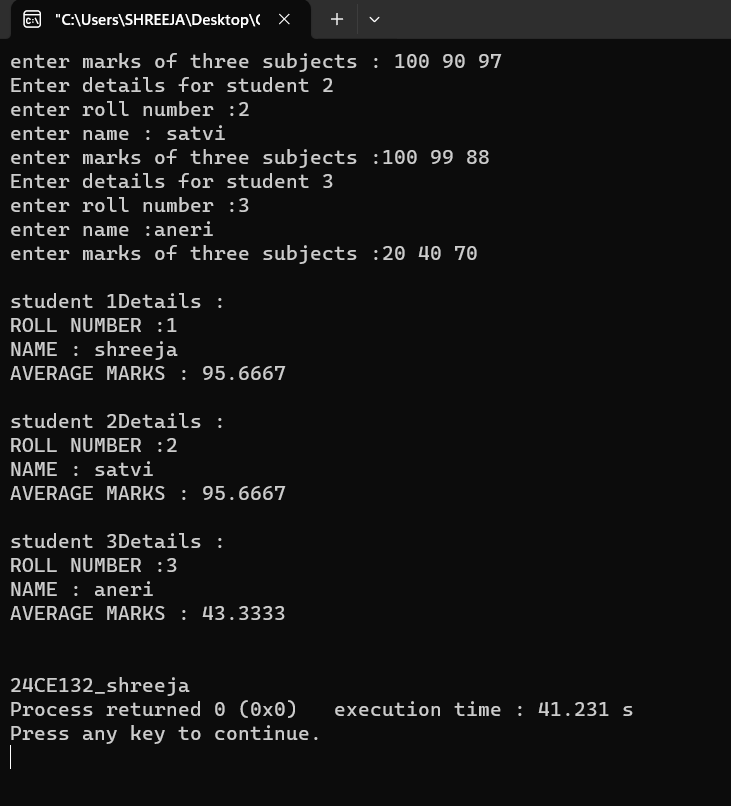 "C:\Users\SHREEJA\Desktop\C
enter marks of three subjects : 100 90 97
Enter details for student 2
enter roll number :2
enter name : satvi
enter marks of three subjects :100 99 88
Enter details for student 3
enter roll number :3
enter name :aneri
enter marks of three subjects :20 40 70
student 1Details :
ROLL NUMBER :1
NAME : shreeja
AVERAGE MARKS : 95.6667
student 2Details :
ROLL NUMBER :2
NAME : satvi
AVERAGE MARKS : 95.6667
student 3Details :
ROLL NUMBER :3
NAME : aneri
AVERAGE MARKS : 43.3333
24CE132_shreeja
Process returned 0 (0x0)   execution time : 41.231 s
Press any key to continue.